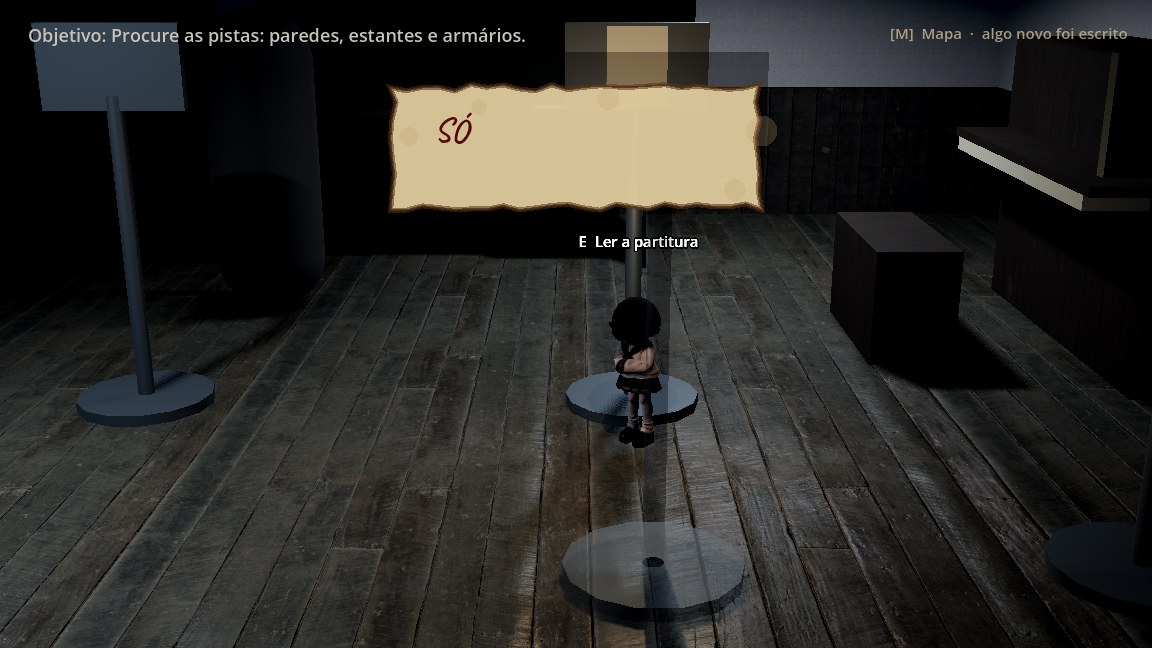 Objetivo: Procure as pistas: paredes, estantes e armários.
[M] Mapa · algo novo foi escrito
SÓ
E Ler a partitura